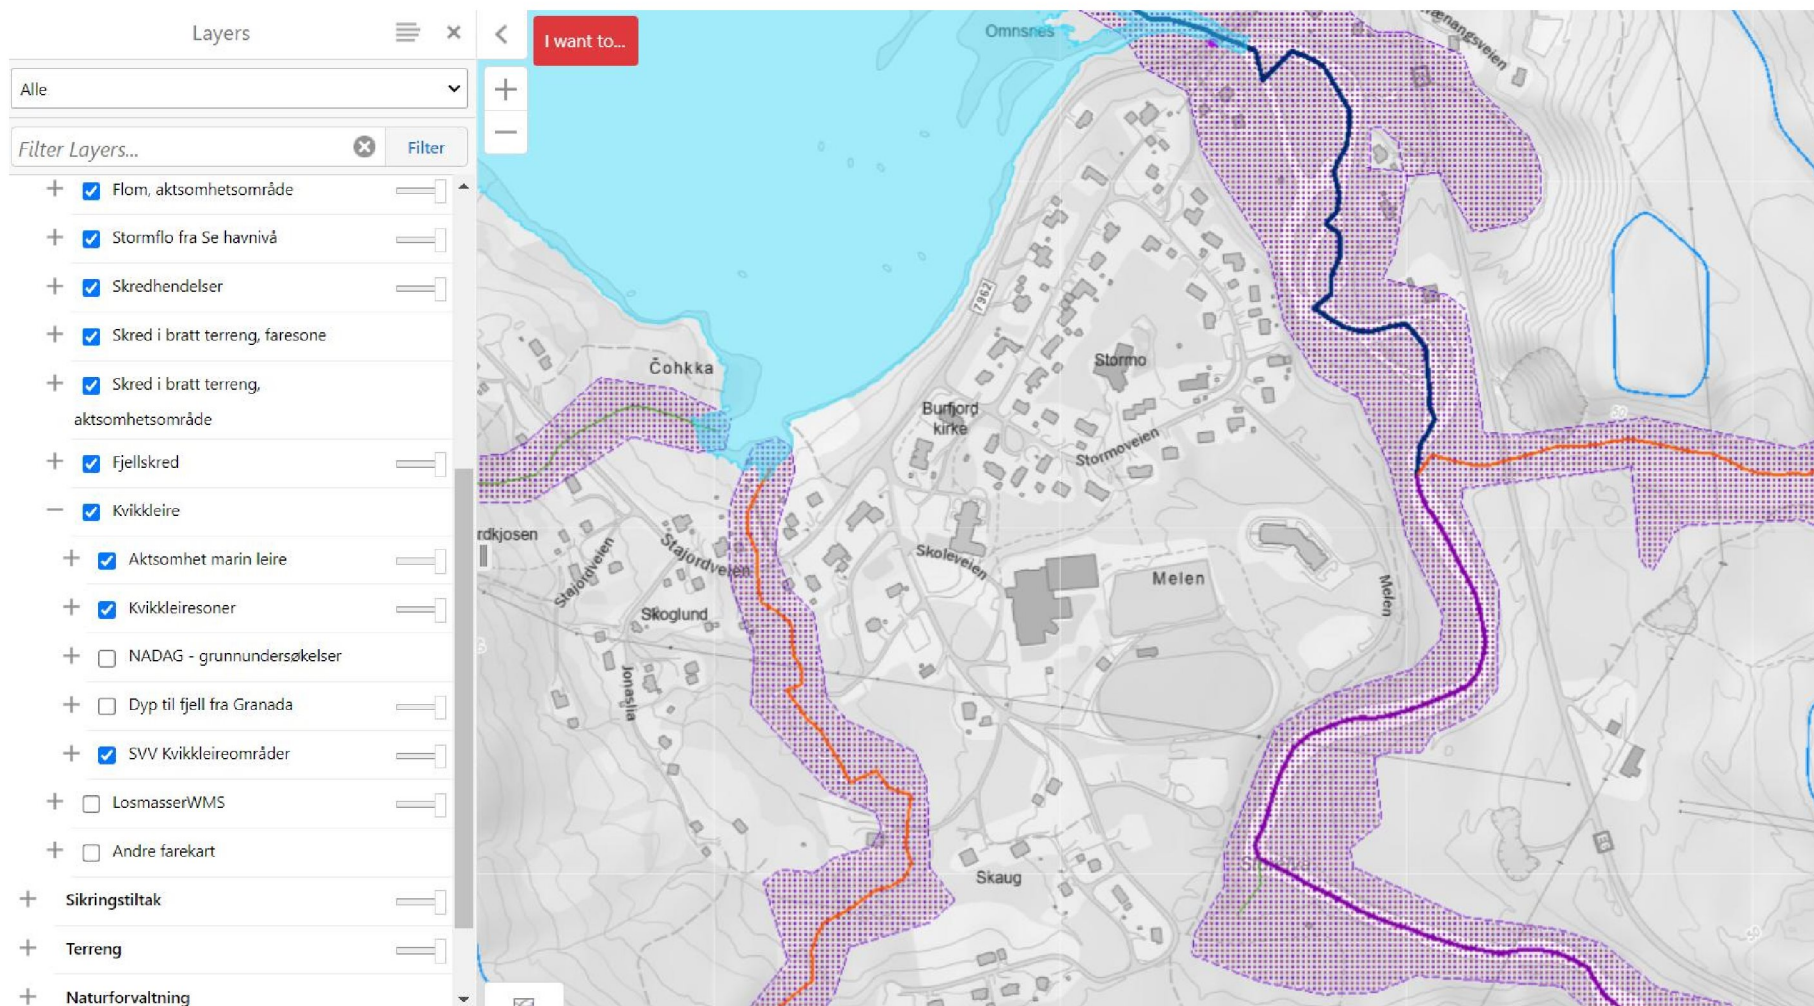 Layers
Alle
Filter Layers...
Filter
Flom, aktsomhetsområde
Stormflo fra Se havnivå
Skredhendelser
Skred i bratt terreng, faresone
Skred i bratt terreng,
aktsomhetsområde
Fjellskred
Kvikkleire
Aktsomhet marin leire
Kvikkleiresoner
NADAG - grunnundersøkelser
Dyp til fjell fra Granada
SVV Kvikkleireområder
LosmasserWMS
Andre farekart
Sikringstiltak
Terreng
Naturforvaltning
I want to...
Omnsnes
7962
Čohkka
Stormo
Burfjord
kirke
Stormoveien
50
rdkjosen
Stajordveien
Stajordveien
Skoleveien
Melen
Melen
Skoglund
Jonaslia
Skaug
50